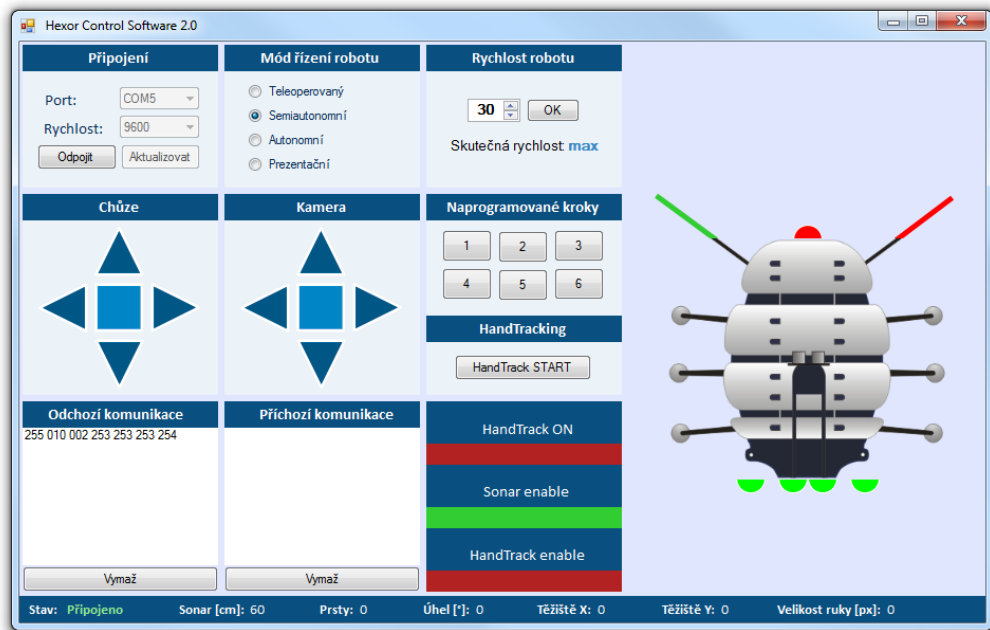 Hexor Control Software 2.0
Připojení
Port:
COM5
Rychlost:
9600
Odpojit
Aktualizovat
Mód řízení robotu
Teleoperovaný
Semiautonomní
Autonomní
Prezentační
Rychlost robotu
30
OK
Skutečná rychlost max
Chůze
Kamera
Naprogramované kroky
1
2
3
4
5
6
HandTracking
HandTrack START
Odchozí komunikace
255 010 002 253 253 253 254
Vymaž
Příchozí komunikace
Vymaž
HandTrack ON
Sonar enable
HandTrack enable
Stav: Připojeno
Sonar [cm]: 60
Prsty: 0
Úhel [°]: 0
Těžiště X: 0
Těžiště Y: 0
Velikost ruky [px]: 0